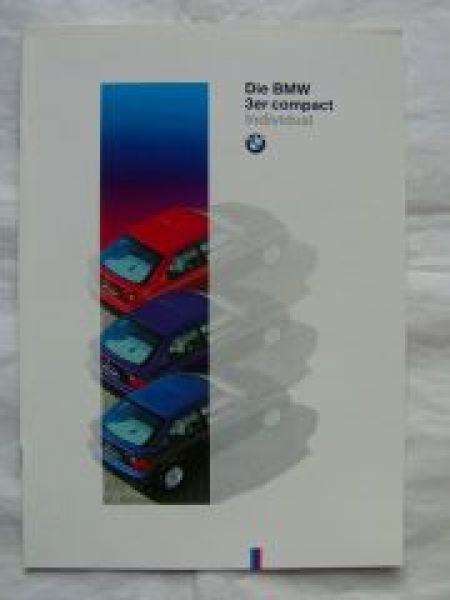 Die BMW
3er compact
Individual